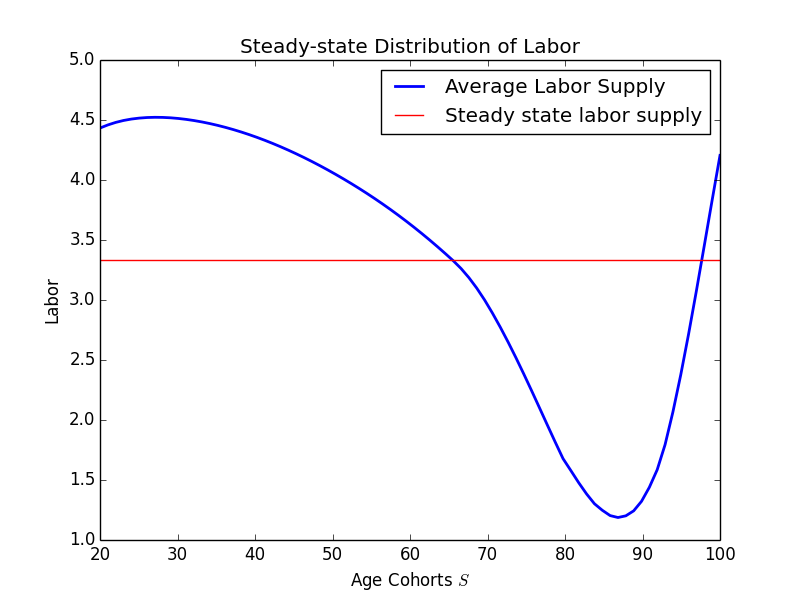 Steady-state Distribution of Labor
Average Labor Supply
Steady state labor supply
5.0
4.5
4.0
3.5
3.0
2.5
2.0
1.5
1.0
Labor
20 30 40 50 60 70 80 90 100
Age Cohorts S